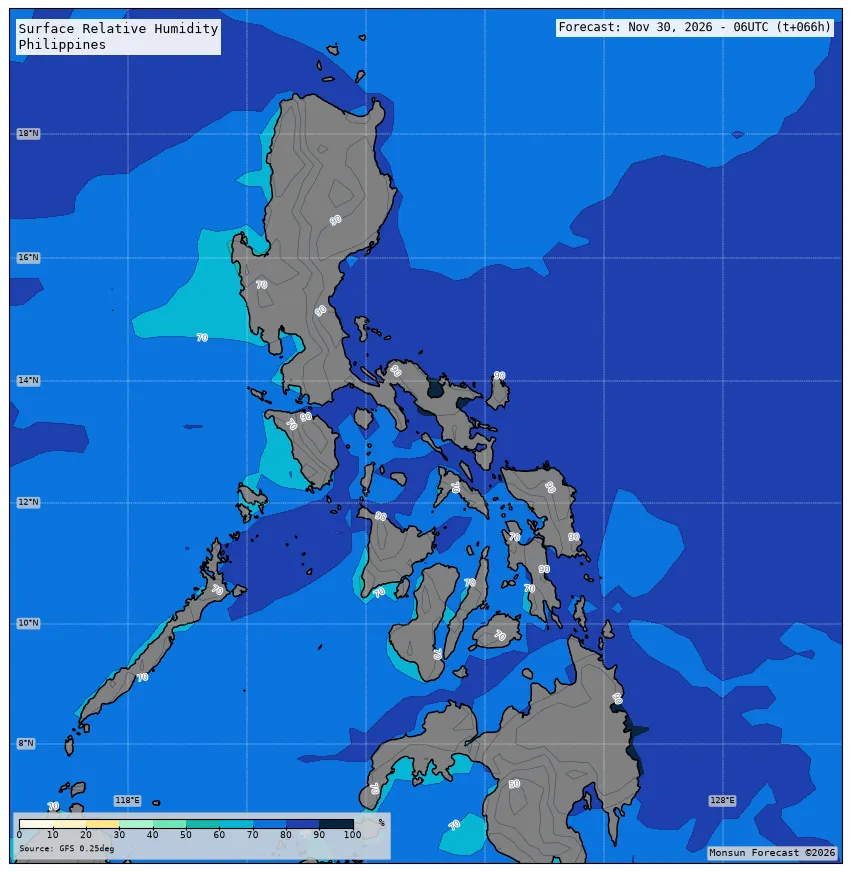 Surface Relative Humidity
Philippines
Forecast: Nov 30, 2026 - 06UTC (t+066h)
18°N
90
16°N
70
90
70
14°N
90
90
90
70
12°N
70
90
90
70
90
90
70
70
70
70
10°N
70
70
70
90
8°N
70
50
118°E
128°E
70
70
0 10 20 30 40 50 60 70 80 90 100 %
Source: GFS 0.25deg
Monsun Forecast ©2026